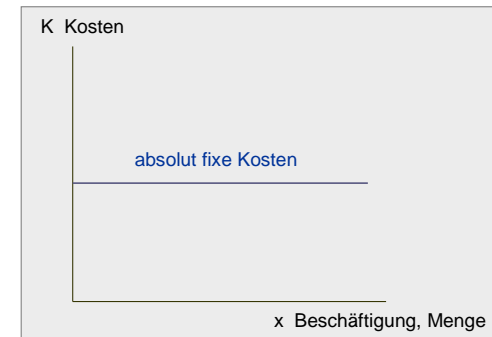 K Kosten
absolut fixe Kosten
x Beschäftigung, Menge